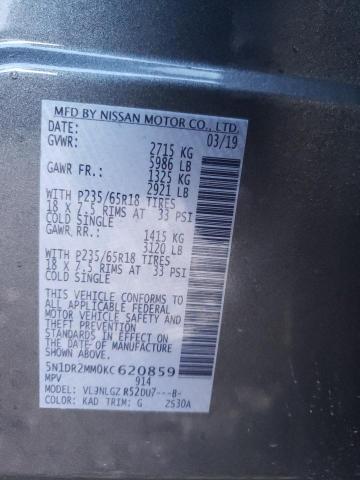 MFD BY NISSAN MOTOR CO., LTD.
DATE: 03/19
GVWR: 2715 KG
5986 LB
GAWR FR.: 1325 KG
2921 LB
WITH P235/65R18 TIRES
18 X 7.5 RIMS AT 33 PSI
COLD SINGLE
GAWR RR.: 1415 KG
3120 LB
WITH P235/65R18 TIRES
18 X 7.5 RIMS AT 33 PSI
COLD SINGLE
THIS VEHICLE CONFORMS TO ALL
APPLICABLE FEDERAL
MOTOR VEHICLE SAFETY AND
THEFT PREVENTION
STANDARDS IN EFFECT ON THE
DATE OF MANUFACTURE
SHOWN ABOVE.
5N1DR2MM0KC620859
MPV 914
MODEL: R52DU7---B-
COLOR: KAD TRIM: G 2S30A